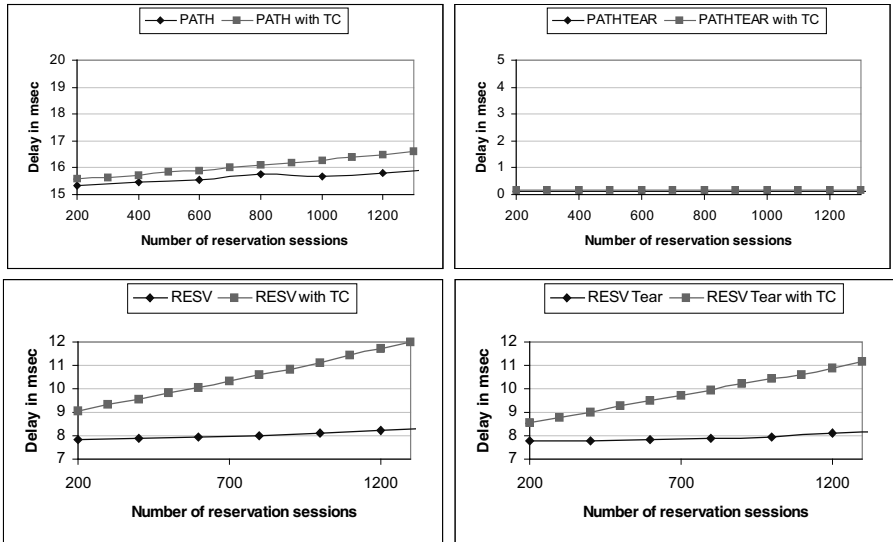 PATH PATH with TC
20
19
18
17
16
15
200 400 600 800 1000 1200
Delay in msec
Number of reservation sessions
PATHTEAR PATHTEAR with TC
5
4
3
2
1
0
200 400 600 800 1000 1200
Delay in msec
Number of reservation sessions
RESV RESV with TC
12
11
10
9
8
7
200 700 1200
Delay in msec
Number of reservation sessions
RESV Tear RESV Tear with TC
12
11
10
9
8
7
200 700 1200
Delay in msec
Number of reservation sessions